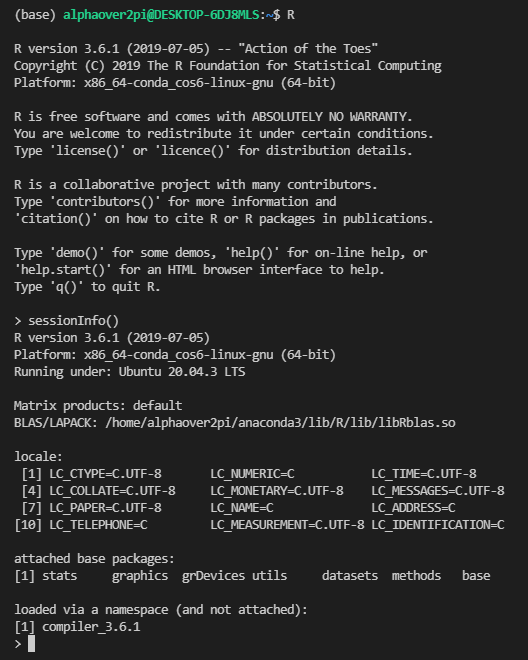 (base) alphaover2pi@DESKTOP-6DJ8MLS:~$ R
R version 3.6.1 (2019-07-05) -- "Action of the Toes"
Copyright (C) 2019 The R Foundation for Statistical Computing
Platform: x86_64-conda_cos6-linux-gnu (64-bit)
R is free software and comes with ABSOLUTELY NO WARRANTY.
You are welcome to redistribute it under certain conditions.
Type 'license()' or 'licence()' for distribution details.
R is a collaborative project with many contributors.
Type 'contributors()' for more information and
'citation()' on how to cite R or R packages in publications.
Type 'demo()' for some demos, 'help()' for on-line help, or
'help.start()' for an HTML browser interface to help.
Type 'q()' to quit R.
> sessionInfo()
R version 3.6.1 (2019-07-05)
Platform: x86_64-conda_cos6-linux-gnu (64-bit)
Running under: Ubuntu 20.04.3 LTS
Matrix products: default
BLAS/LAPACK: /home/alphaover2pi/anaconda3/lib/R/lib/libRblas.so
locale:
[1] LC_CTYPE=C.UTF-8 LC_NUMERIC=C LC_TIME=C.UTF-8
[4] LC_COLLATE=C.UTF-8 LC_MONETARY=C.UTF-8 LC_MESSAGES=C.UTF-8
[7] LC_PAPER=C.UTF-8 LC_NAME=C LC_ADDRESS=C
[10] LC_TELEPHONE=C LC_MEASUREMENT=C.UTF-8 LC_IDENTIFICATION=C
attached base packages:
[1] stats graphics grDevices utils datasets methods base
loaded via a namespace (and not attached):
[1] compiler_3.6.1
>